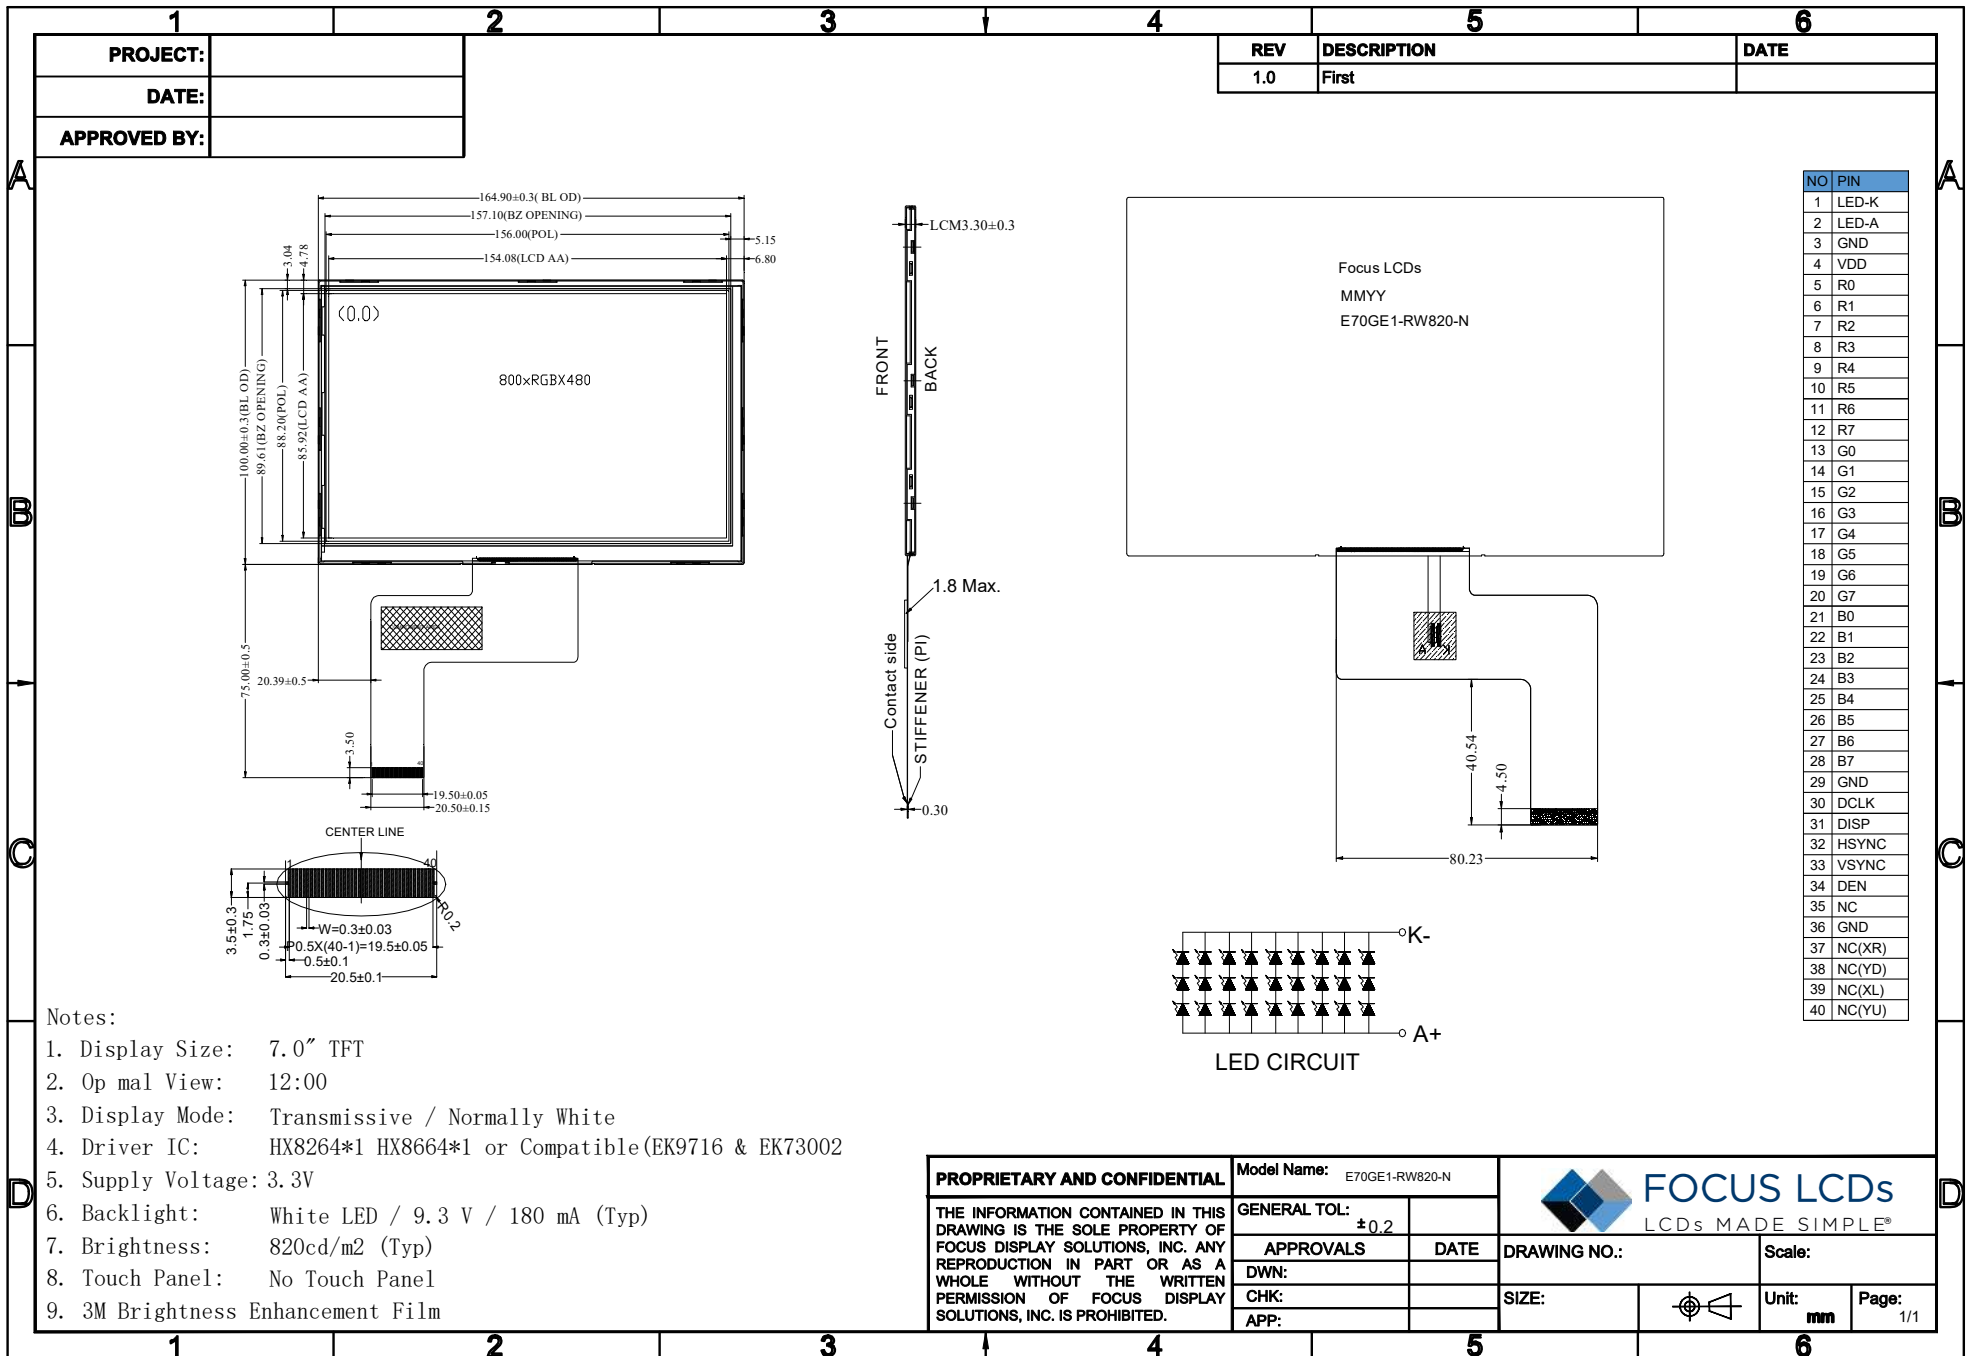 1 2 3 4 5 6
PROJECT:
DATE:
APPROVED BY:
REV DESCRIPTION DATE
1.0 First
A A
B B
C C
D D
164.90±0.3( BL OD)
157.10(BZ OPENING)
156.00(POL)
154.08(LCD AA)
5.15
6.80
3.04
4.78
(0,0)
800xRGBX480
100.00±0.3(BL OD)
89.61(BZ OPENING)
88.20(POL)
85.92(LCD AA)
75.00±0.5
20.39±0.5
3.50
1
40
19.50±0.05
20.50±0.15
CENTER LINE
1 40
3.5±0.3
1.75
0.3±0.03
R0.2
W=0.3±0.03
P0.5X(40-1)=19.5±0.05
0.5±0.1
20.5±0.1
LCM3.30±0.3
FRONT
BACK
1.8 Max.
Contact side
STIFFENER (PI)
0.30
Focus LCDs
MMYY
E70GE1-RW820-N
A K
40.54
4.50
80.23
K-
A+
LED CIRCUIT
NO PIN
1 LED-K
2 LED-A
3 GND
4 VDD
5 R0
6 R1
7 R2
8 R3
9 R4
10 R5
11 R6
12 R7
13 G0
14 G1
15 G2
16 G3
17 G4
18 G5
19 G6
20 G7
21 B0
22 B1
23 B2
24 B3
25 B4
26 B5
27 B6
28 B7
29 GND
30 DCLK
31 DISP
32 HSYNC
33 VSYNC
34 DEN
35 NC
36 GND
37 NC(XR)
38 NC(YD)
39 NC(XL)
40 NC(YU)
Notes:
1. Display Size: 7.0″ TFT
2. Op mal View: 12:00
3. Display Mode: Transmissive / Normally White
4. Driver IC: HX8264*1 HX8664*1 or Compatible(EK9716 & EK73002
5. Supply Voltage: 3.3V
6. Backlight: White LED / 9.3 V / 180 mA (Typ)
7. Brightness: 820cd/m2 (Typ)
8. Touch Panel: No Touch Panel
9. 3M Brightness Enhancement Film
PROPRIETARY AND CONFIDENTIAL
THE INFORMATION CONTAINED IN THIS
DRAWING IS THE SOLE PROPERTY OF
FOCUS DISPLAY SOLUTIONS, INC. ANY
REPRODUCTION IN PART OR AS A
WHOLE WITHOUT THE WRITTEN
PERMISSION OF FOCUS DISPLAY
SOLUTIONS, INC. IS PROHIBITED.
Model Name: E70GE1-RW820-N
GENERAL TOL:
±0.2
APPROVALS DATE
DWN:
CHK:
APP:
FOCUS LCDs
LCDs MADE SIMPLE®
DRAWING NO.: Scale:
SIZE: Unit: mm Page: 1/1
1 2 3 4 5 6